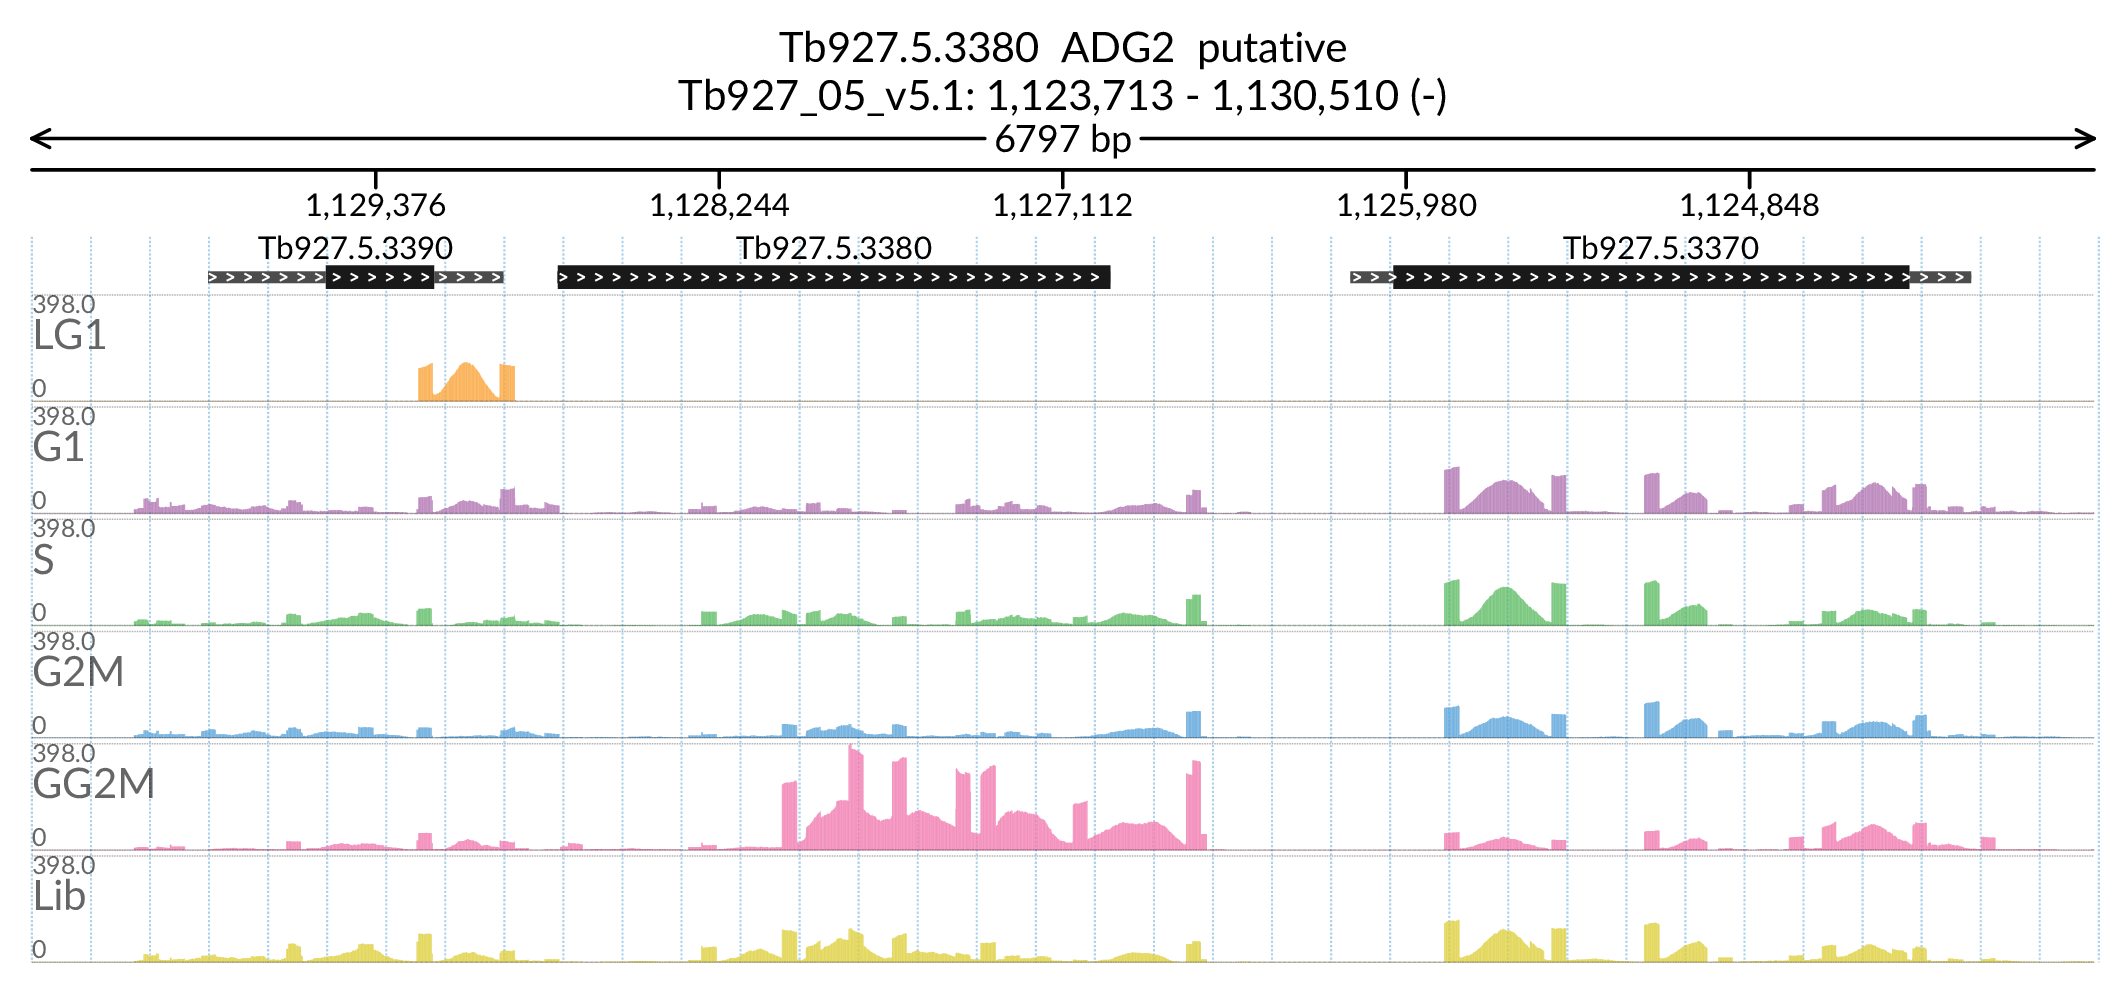 Tb927.5.3380 ADG2 putative
Tb927_05_v5.1: 1,123,713 - 1,130,510 (-)
6797 bp
1,129,376 1,128,244 1,127,112 1,125,980 1,124,848
Tb927.5.3390 Tb927.5.3380 Tb927.5.3370
398.0
LG1
0
398.0
G1
0
398.0
S
0
398.0
G2M
0
398.0
GG2M
0
398.0
Lib
0